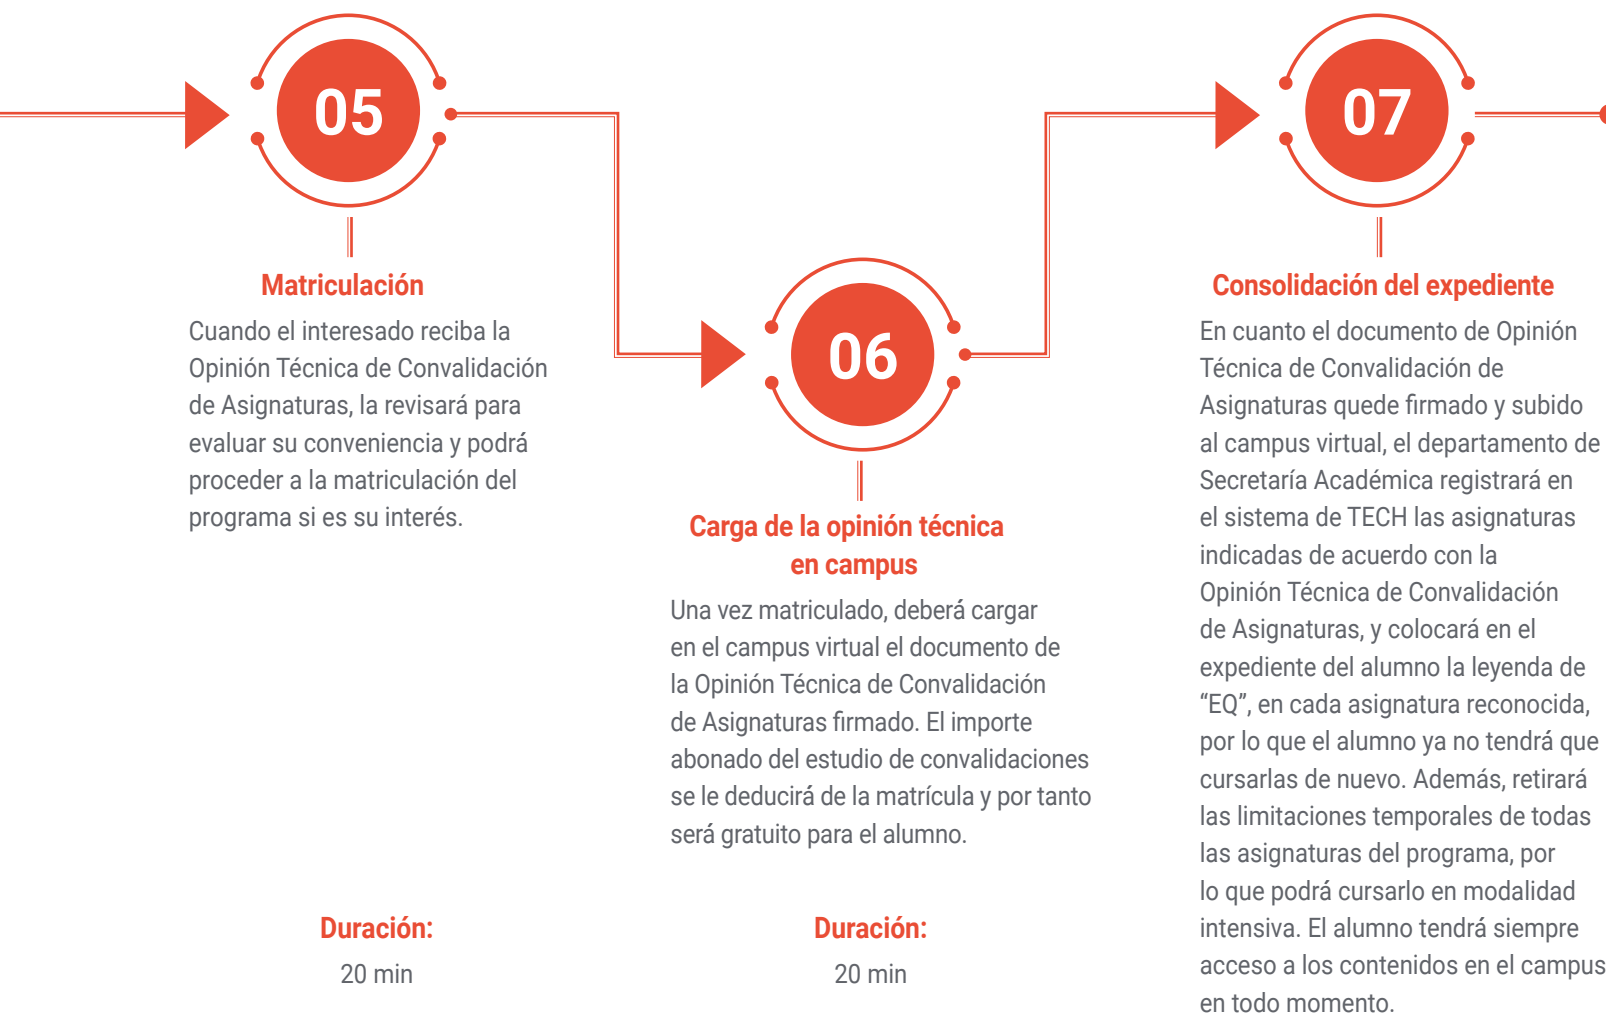 05
Matriculación
Cuando el interesado reciba la
Opinión Técnica de Convalidación
de Asignaturas, la revisará para
evaluar su conveniencia y podrá
proceder a la matriculación del
programa si es su interés.
Duración:
20 min
06
Carga de la opinión técnica
en campus
Una vez matriculado, deberá cargar
en el campus virtual el documento de
la Opinión Técnica de Convalidación
de Asignaturas firmado. El importe
abonado del estudio de convalidaciones
se le deducirá de la matrícula y por tanto
será gratuito para el alumno.
Duración:
20 min
07
Consolidación del expediente
En cuanto el documento de Opinión
Técnica de Convalidación de
Asignaturas quede firmado y subido
al campus virtual, el departamento de
Secretaría Académica registrará en
el sistema de TECH las asignaturas
indicadas de acuerdo con la
Opinión Técnica de Convalidación
de Asignaturas, y colocará en el
expediente del alumno la leyenda de
“EQ”, en cada asignatura reconocida,
por lo que el alumno ya no tendrá que
cursarlas de nuevo. Además, retirará
las limitaciones temporales de todas
las asignaturas del programa, por
lo que podrá cursarlo en modalidad
intensiva. El alumno tendrá siempre
acceso a los contenidos en el campus
en todo momento.